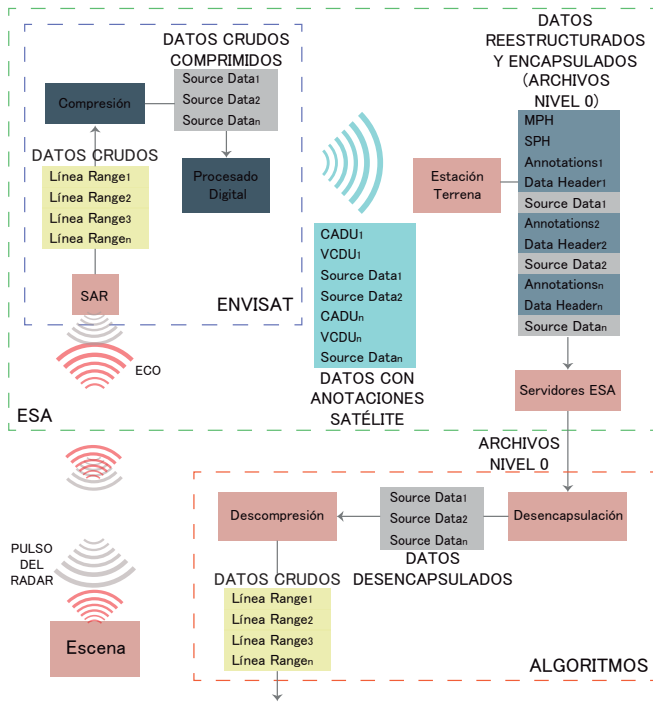 DATOS CRUDOS
COMPRIMIDOS
Source Data1
Source Data2
Source Datan
Compresión
Procesado
Digital
DATOS CRUDOS
Línea Range1
Línea Range2
Línea Range3
Línea Rangen
SAR
ENVISAT
ECO
ESA
CADU1
VCDU1
Source Data1
Source Data2
CADUn
VCDUn
Source Datan
DATOS CON
ANOTACIONES
SATÉLITE
Estación
Terrena
DATOS
REESTRUCTURADOS
Y ENCAPSULADOS
(ARCHIVOS
NIVEL 0)
MPH
SPH
Annotations1
Data Header1
Source Data1
Annotations2
Data Header2
Source Data2
Annotationsn
Data Headern
Source Datan
Servidores ESA
ARCHIVOS
NIVEL 0
Desencapsulación
Source Data1
Source Data2
Source Datan
DATOS
DESENCAPSULADOS
Descompresión
DATOS CRUDOS
Línea Range1
Línea Range2
Línea Range3
Línea Rangen
ALGORITMOS
PULSO
DEL
RADAR
Escena